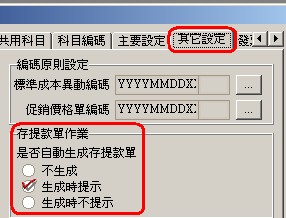 共用科目 科目編碼 主要設定 其它設定
編碼原則設定
標準成本異動編碼 YYYYMMDDX ...
促銷價格單編碼 YYYYMMDDX ...
存提款單作業
是否自動生成存提款單
不生成
生成時提示
生成時不提示